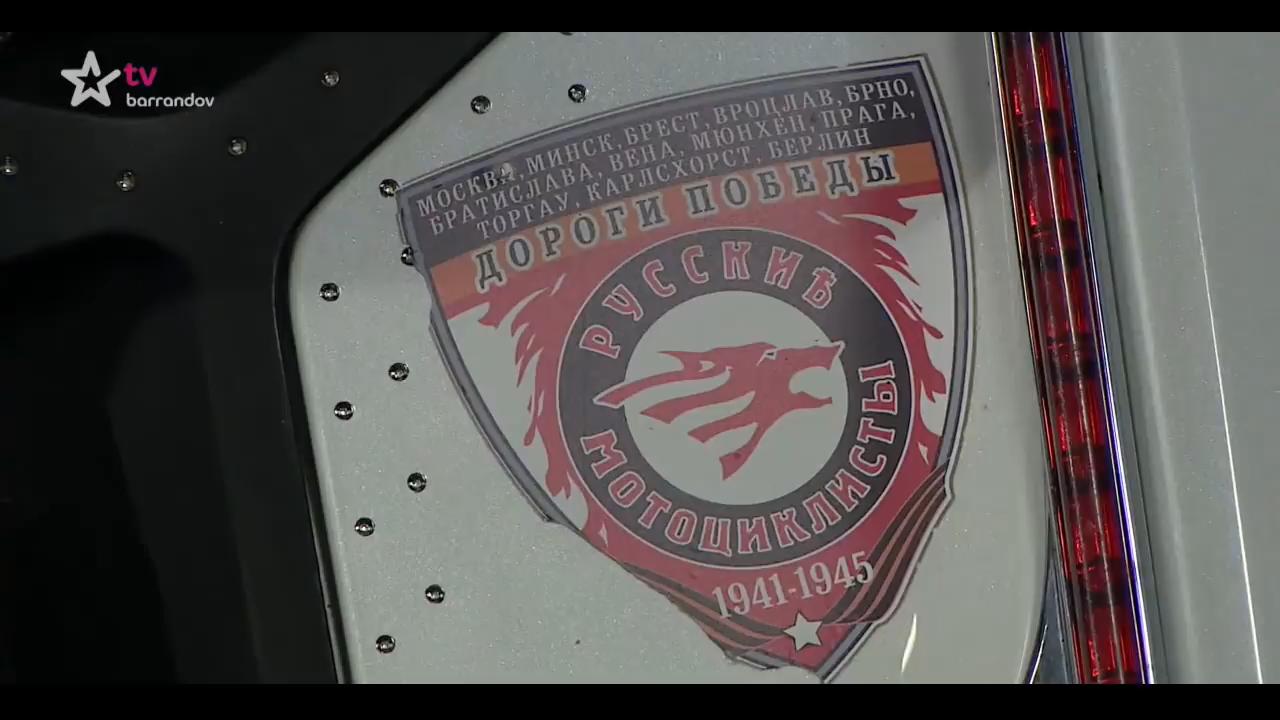 tv
barrandov
МОСКВА, МИНСК, БРЕСТ, ВРОЦЛАВ, БРНО,
БРАТИСЛАВА, ВЕНА, МЮНХЕН, ПРАГА,
ТОРГАУ, КАРЛСХОРСТ, БЕРЛИН
ДОРОГИ ПОБЕДЫ
РУССКИѢ
МОТОЦИКЛИСТЫ
1941-1945